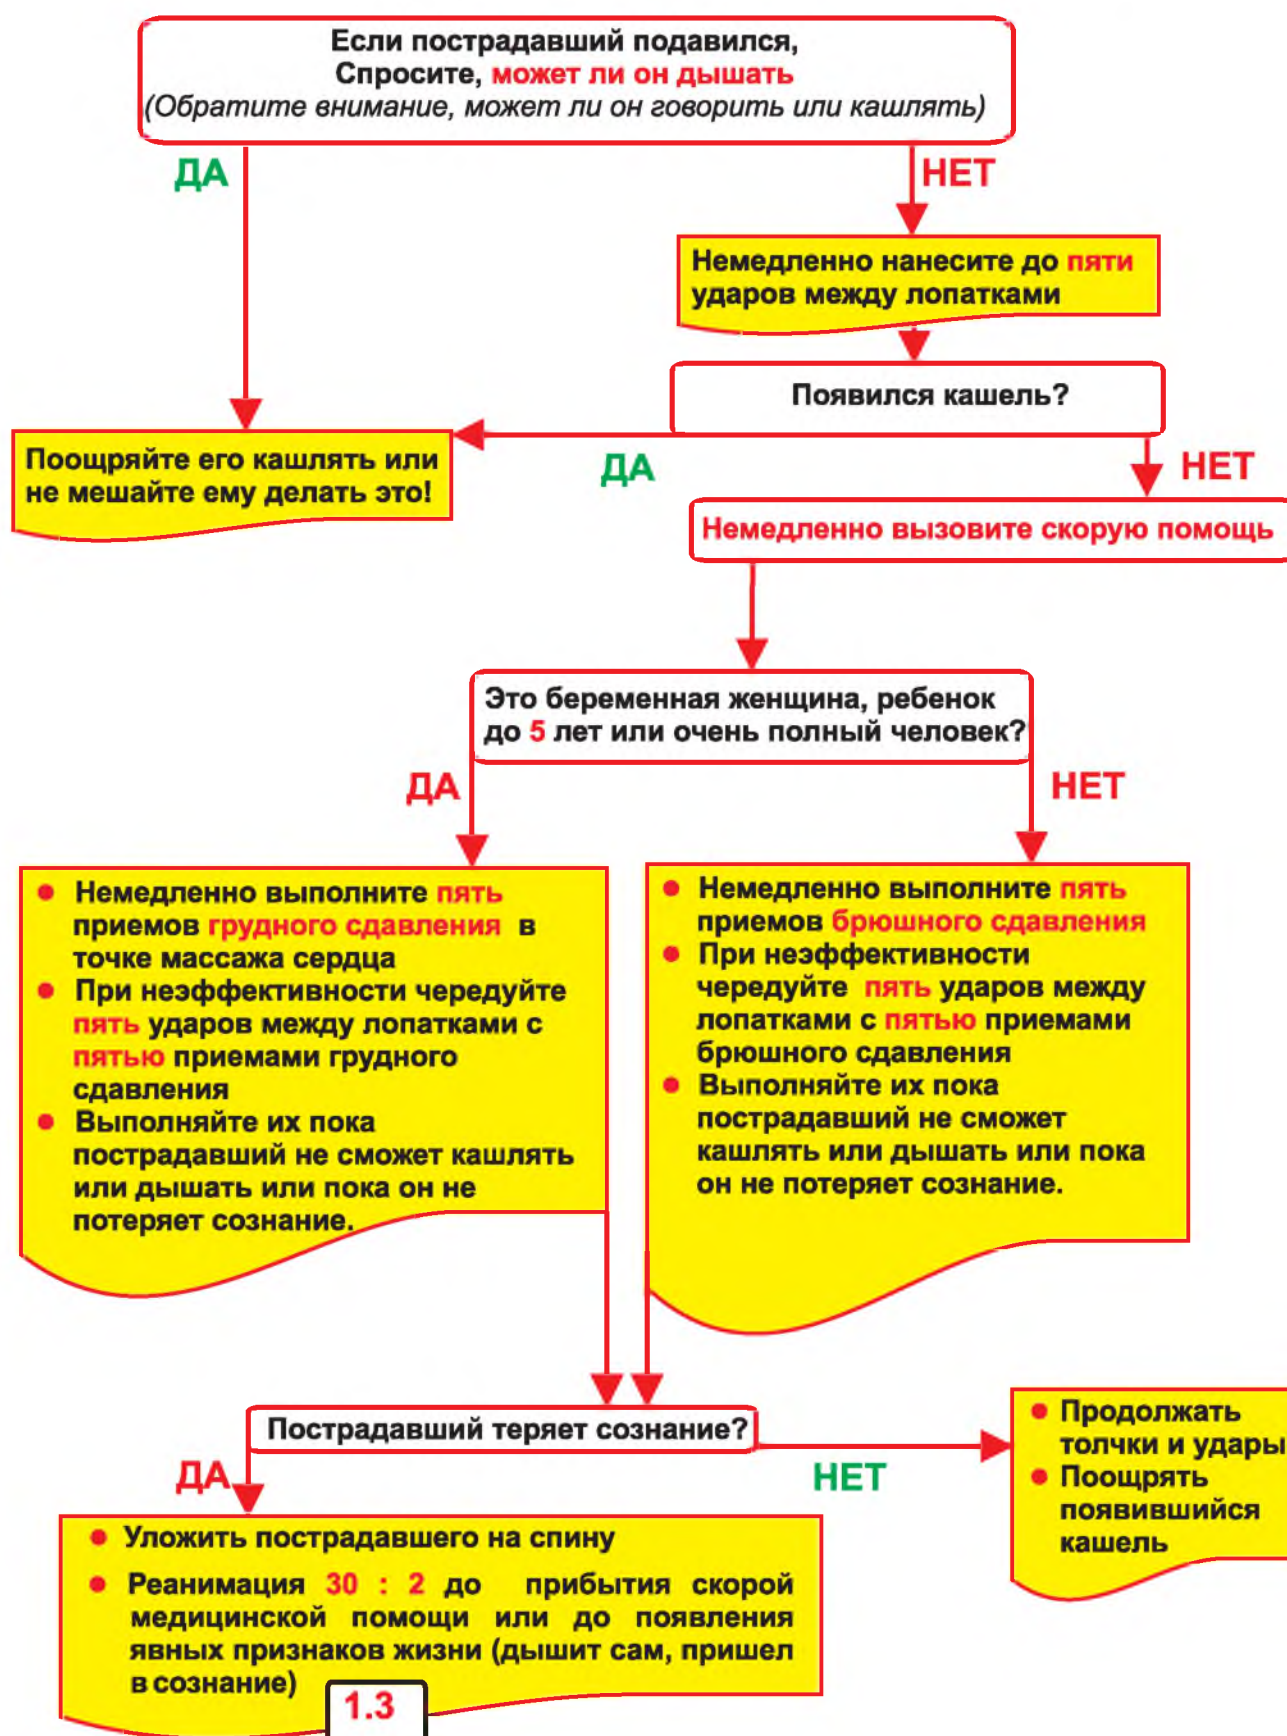 Если пострадавший подавился,
Спросите, может ли он дышать
(Обратите внимание, может ли он говорить или кашлять)
ДА
НЕТ
Немедленно нанесите до пяти
ударов между лопатками
Появился кашель?
Поощряйте его кашлять или
не мешайте ему делать это!
ДА
НЕТ
Немедленно вызовите скорую помощь
Это беременная женщина, ребенок
до 5 лет или очень полный человек?
ДА
НЕТ
● Немедленно выполните пять
приемов грудного сдавления в
точке массажа сердца
● При неэффективности чередуйте
пять ударов между лопатками с
пятью приемами грудного
сдавления
● Выполняйте их пока
пострадавший не сможет кашлять
или дышать или пока он не
потеряет сознание.
● Немедленно выполните пять
приемов брюшного сдавления
● При неэффективности
чередуйте пять ударов между
лопатками с пятью приемами
брюшного сдавления
● Выполняйте их пока
пострадавший не сможет
кашлять или дышать или пока
он не потеряет сознание.
Пострадавший теряет сознание?
ДА
НЕТ
● Продолжать
толчки и удары
● Поощрять
появившийся
кашель
● Уложить пострадавшего на спину
● Реанимация 30 : 2 до прибытия скорой
медицинской помощи или до появления
явных признаков жизни (дышит сам, пришел
в сознание)
1.3